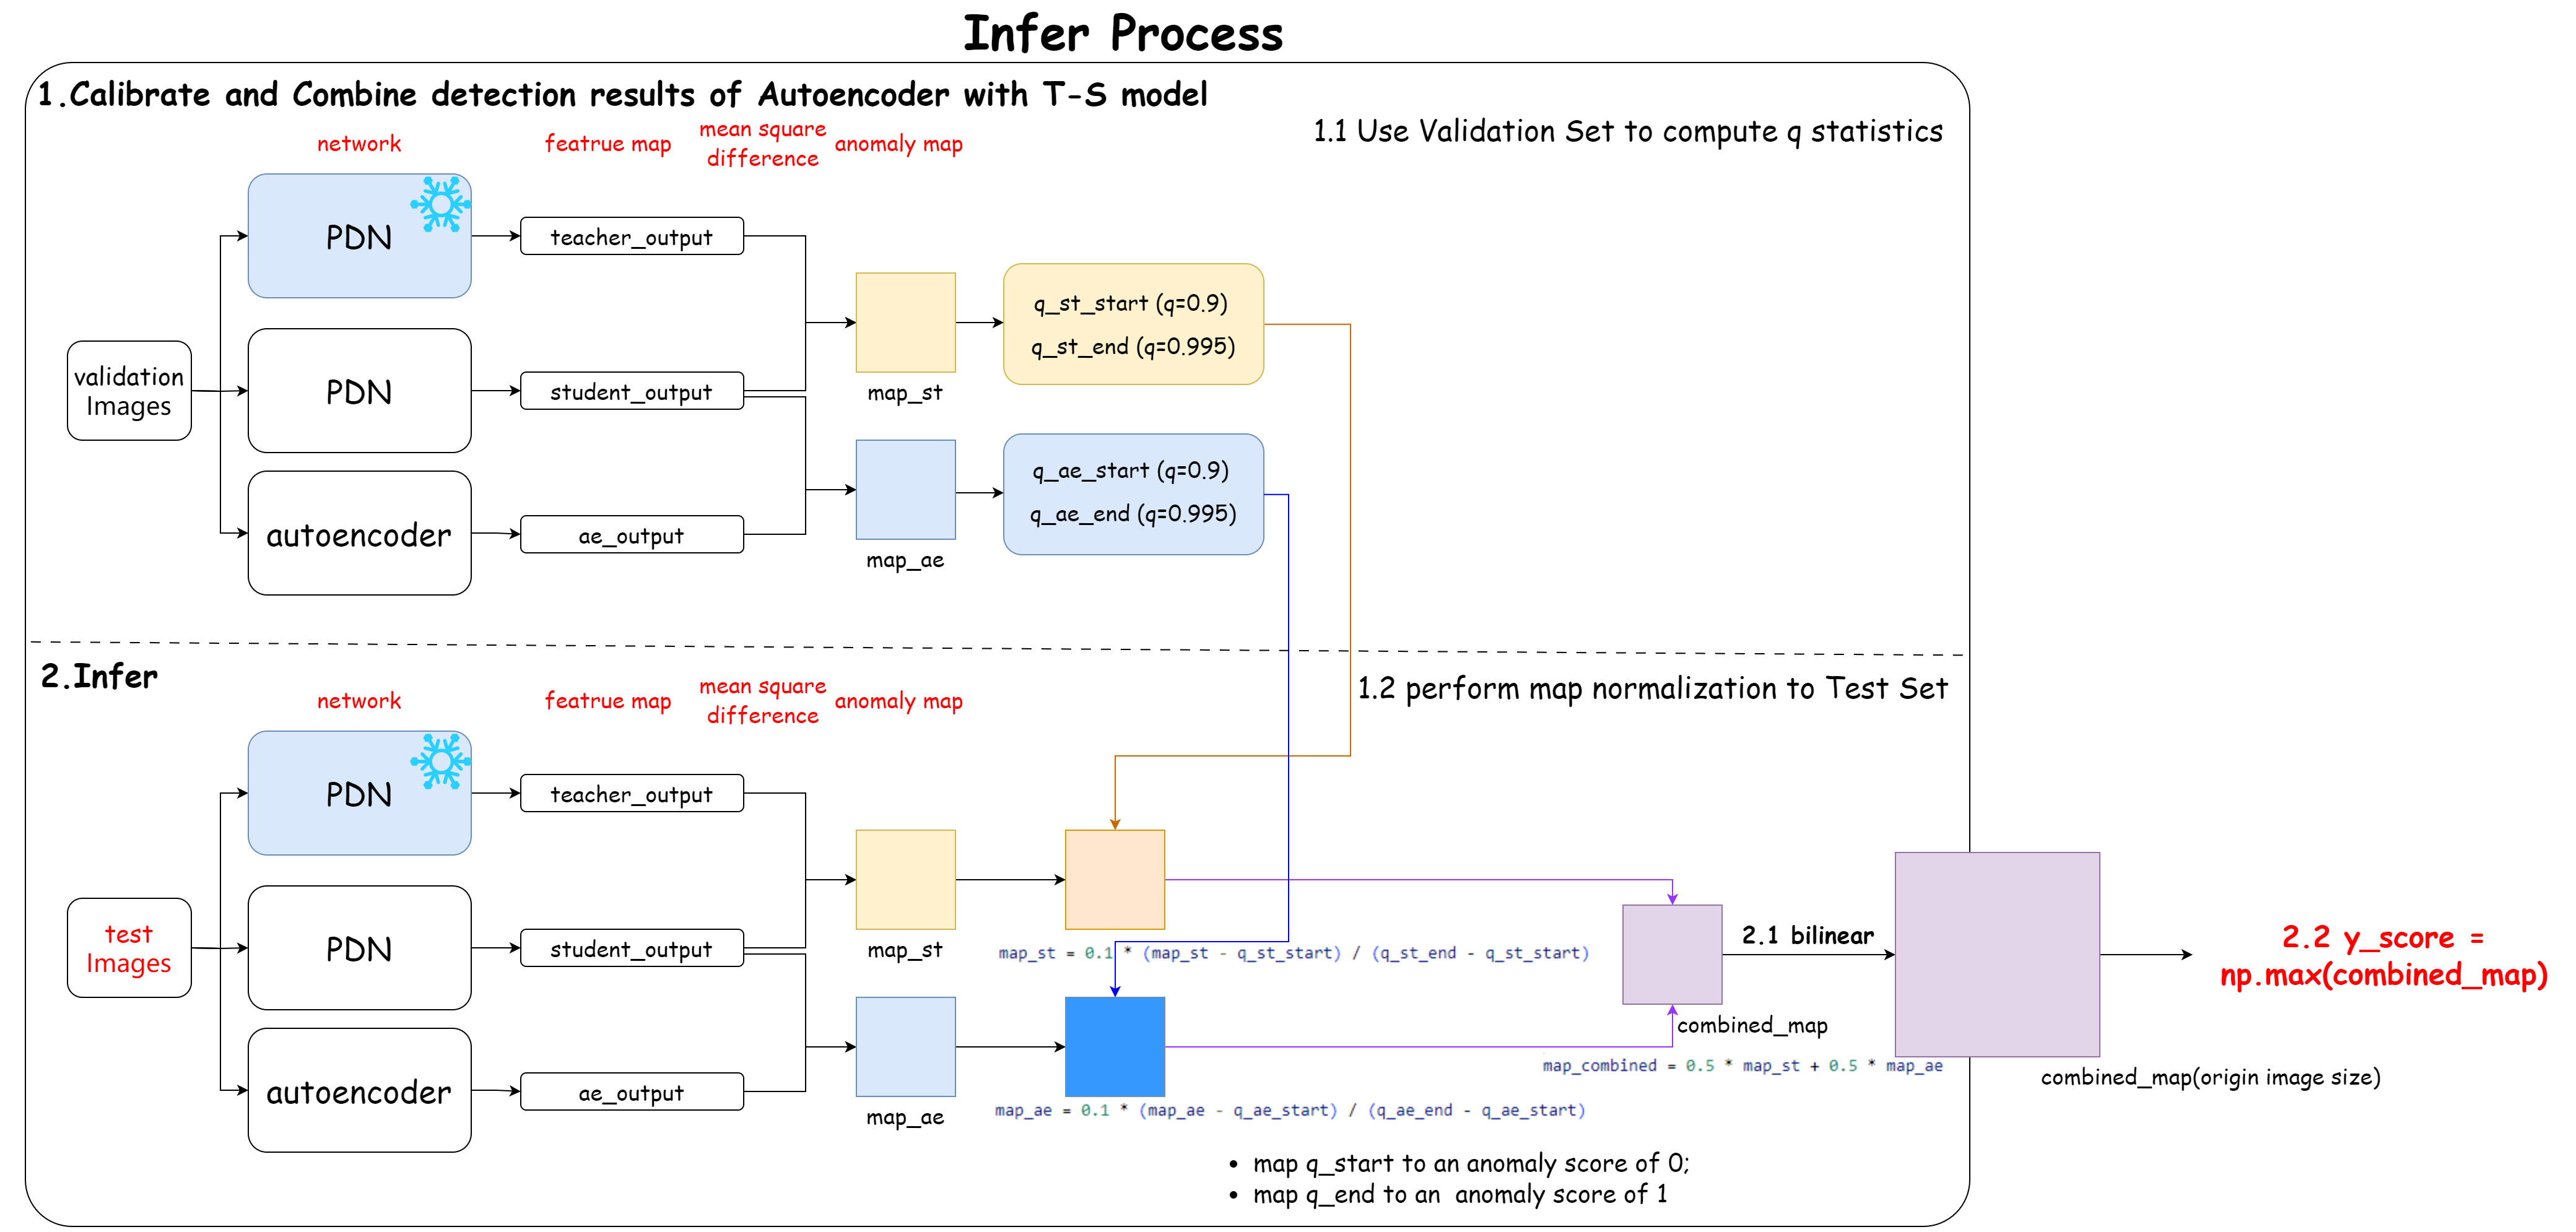 Infer Process
1.Calibrate and Combine detection results of Autoencoder with T-S model
1.1 Use Validation Set to compute q statistics
network
featrue map
mean square
difference
anomaly map
PDN
teacher_output
q_st_start (q=0.9)
q_st_end (q=0.995)
validation
Images
PDN
student_output
map_st
q_ae_start (q=0.9)
q_ae_end (q=0.995)
autoencoder
ae_output
map_ae
2.Infer
1.2 perform map normalization to Test Set
network
featrue map
mean square
difference
anomaly map
PDN
teacher_output
test
Images
PDN
student_output
map_st
map_st = 0.1 * (map_st - q_st_start) / (q_st_end - q_st_start)
2.1 bilinear
2.2 y_score =
np.max(combined_map)
combined_map
map_combined = 0.5 * map_st + 0.5 * map_ae
combined_map(origin image size)
autoencoder
ae_output
map_ae
map_ae = 0.1 * (map_ae - q_ae_start) / (q_ae_end - q_ae_start)
• map q_start to an anomaly score of 0;
• map q_end to an  anomaly score of 1